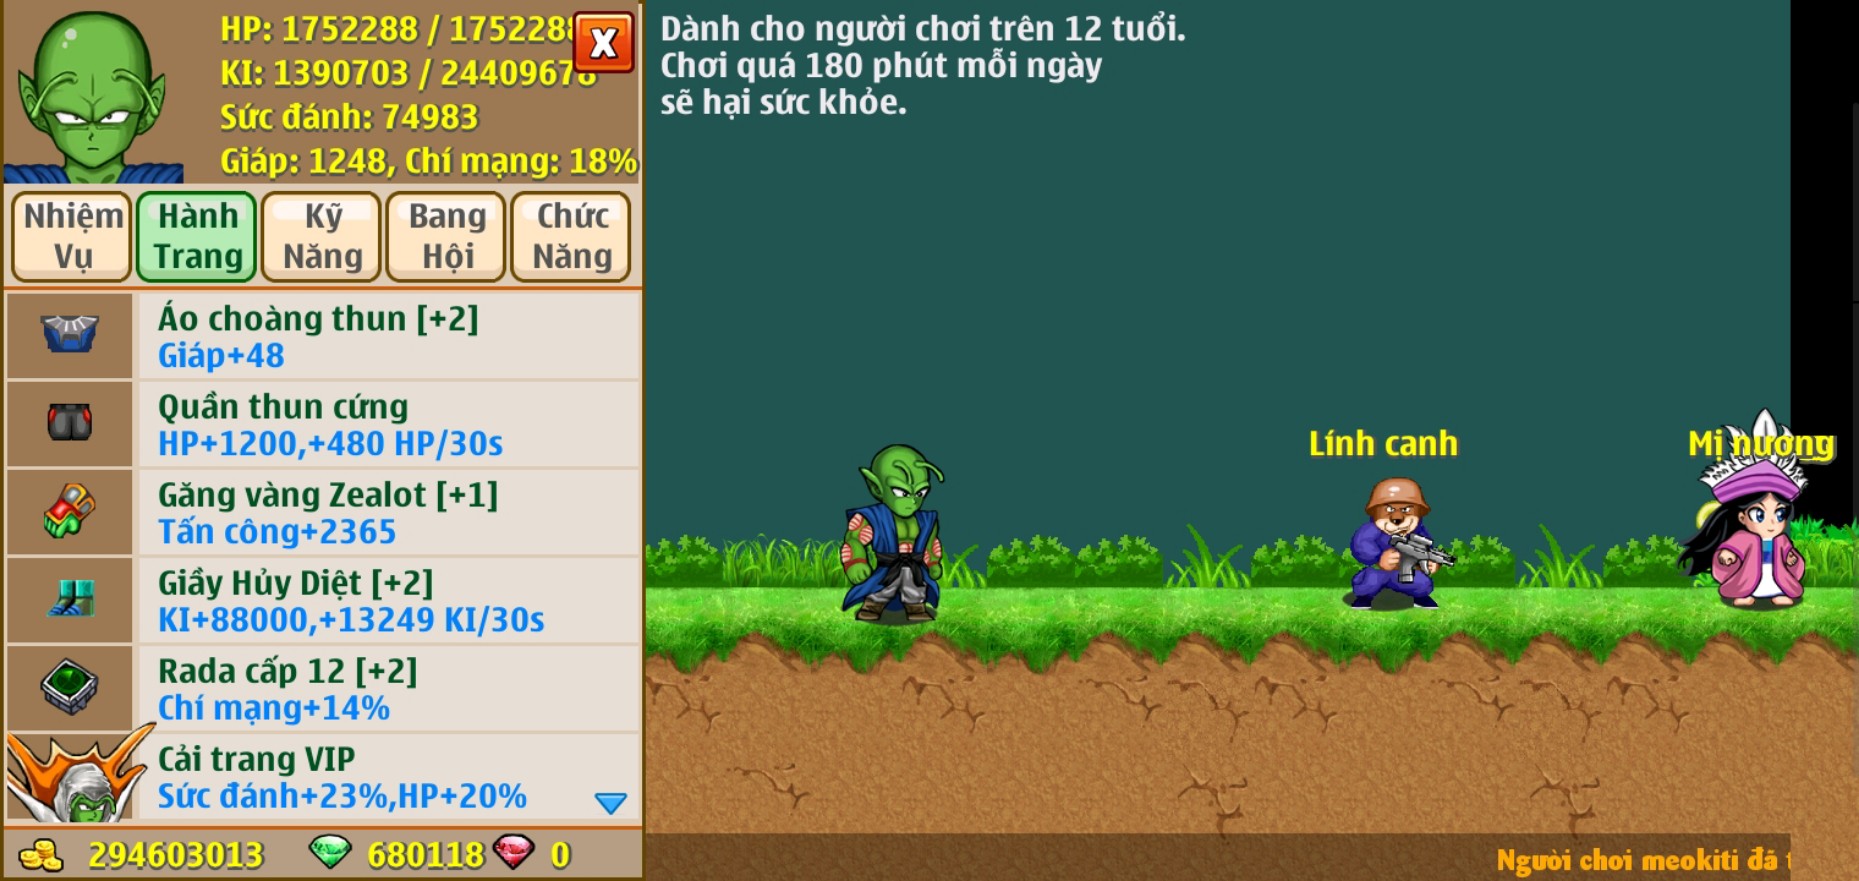 HP: 1752288 / 1752288
KI: 1390703 / 24409678
Sức đánh: 74983
Giáp: 1248, Chí mạng: 18%
X
Nhiệm Vụ
Hành Trang
Kỹ Năng
Bang Hội
Chức Năng
Áo choàng thun [+2]
Giáp+48
Quần thun cứng
HP+1200,+480 HP/30s
Găng vàng Zealot [+1]
Tấn công+2365
Giầy Hủy Diệt [+2]
KI+88000,+13249 KI/30s
Rada cấp 12 [+2]
Chí mạng+14%
Cải trang VIP
Sức đánh+23%,HP+20%
294603013 680118 0
Dành cho người chơi trên 12 tuổi.
Chơi quá 180 phút mỗi ngày
sẽ hại sức khỏe.
Lính canh
Mị nương
Người chơi meokiti đã